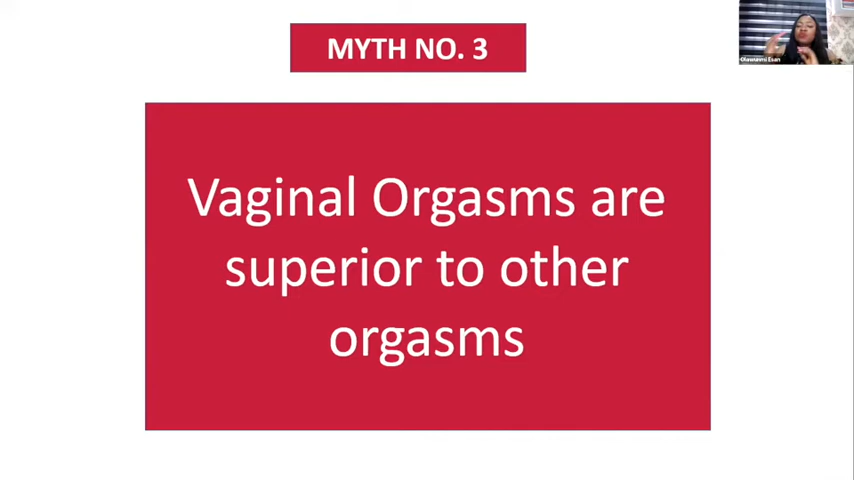 MYTH NO. 3
Vaginal Orgasms are
superior to other
orgasms